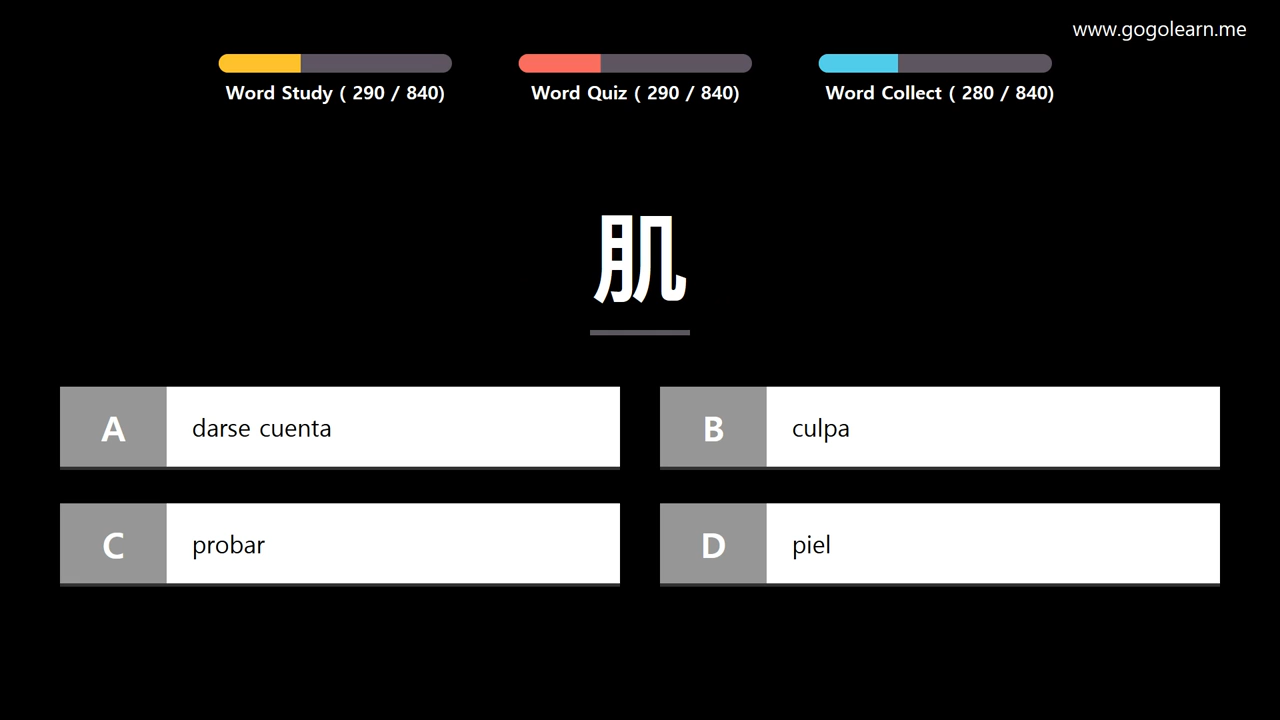 www.gogolearn.me
Word Study ( 290 / 840)
Word Quiz ( 290 / 840)
Word Collect ( 280 / 840)
肌
A darse cuenta
B culpa
C probar
D piel